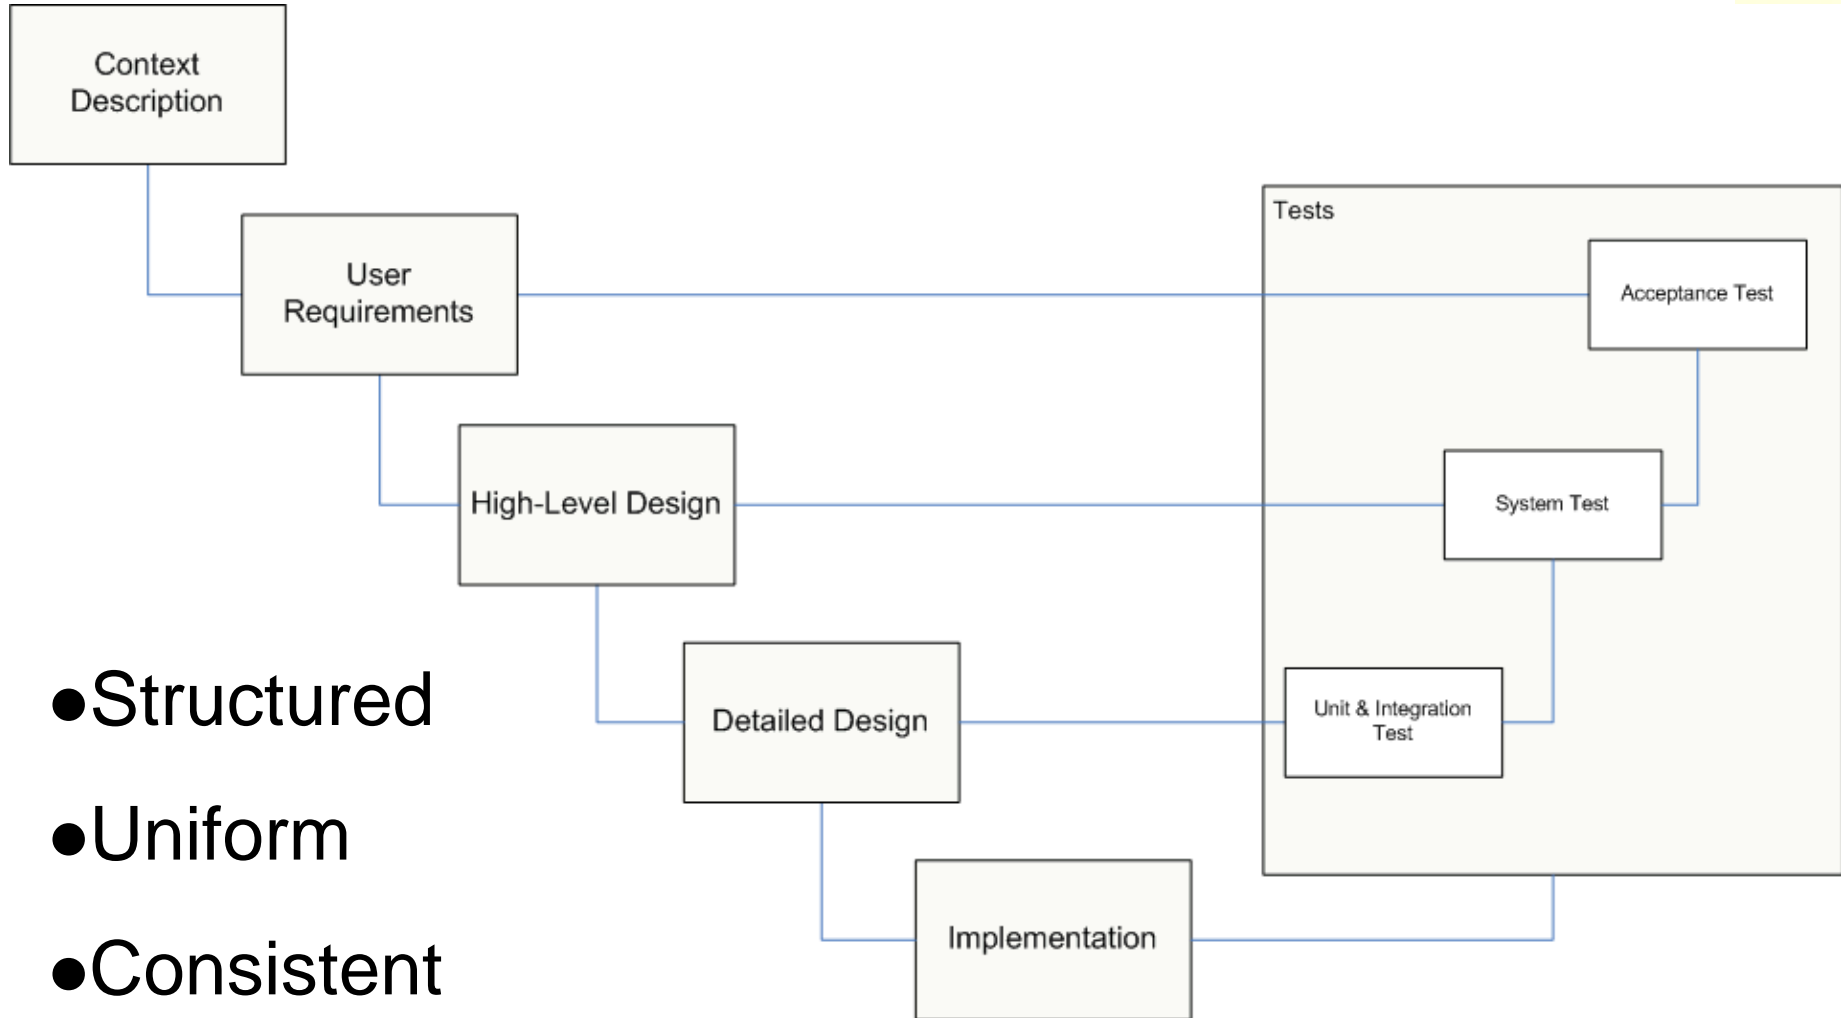 Context
Description
Tests
User
Requirements
Acceptance Test
High-Level Design
System Test
Detailed Design
Unit & Integration
Test
Implementation
●Structured
●Uniform
●Consistent